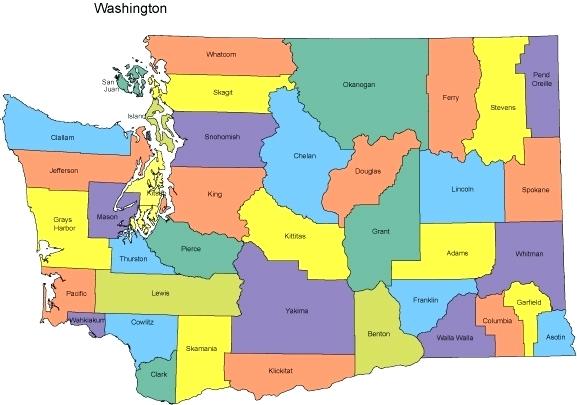 Washington
Whatcom
Okanogan
Pend
Oreille
San
Juan
Skagit
Ferry
Stevens
Island
Clallam
Snohomish
Chelan
Jefferson
Douglas
Kitsap
King
Lincoln
Spokane
Mason
Grays
Harbor
Kittitas
Grant
Pierce
Adams
Whitman
Thurston
Pacific
Lewis
Yakima
Franklin
Garfield
Wahkiakum
Cowlitz
Benton
Columbia
Walla Walla
Asotin
Skamania
Clark
Klickitat